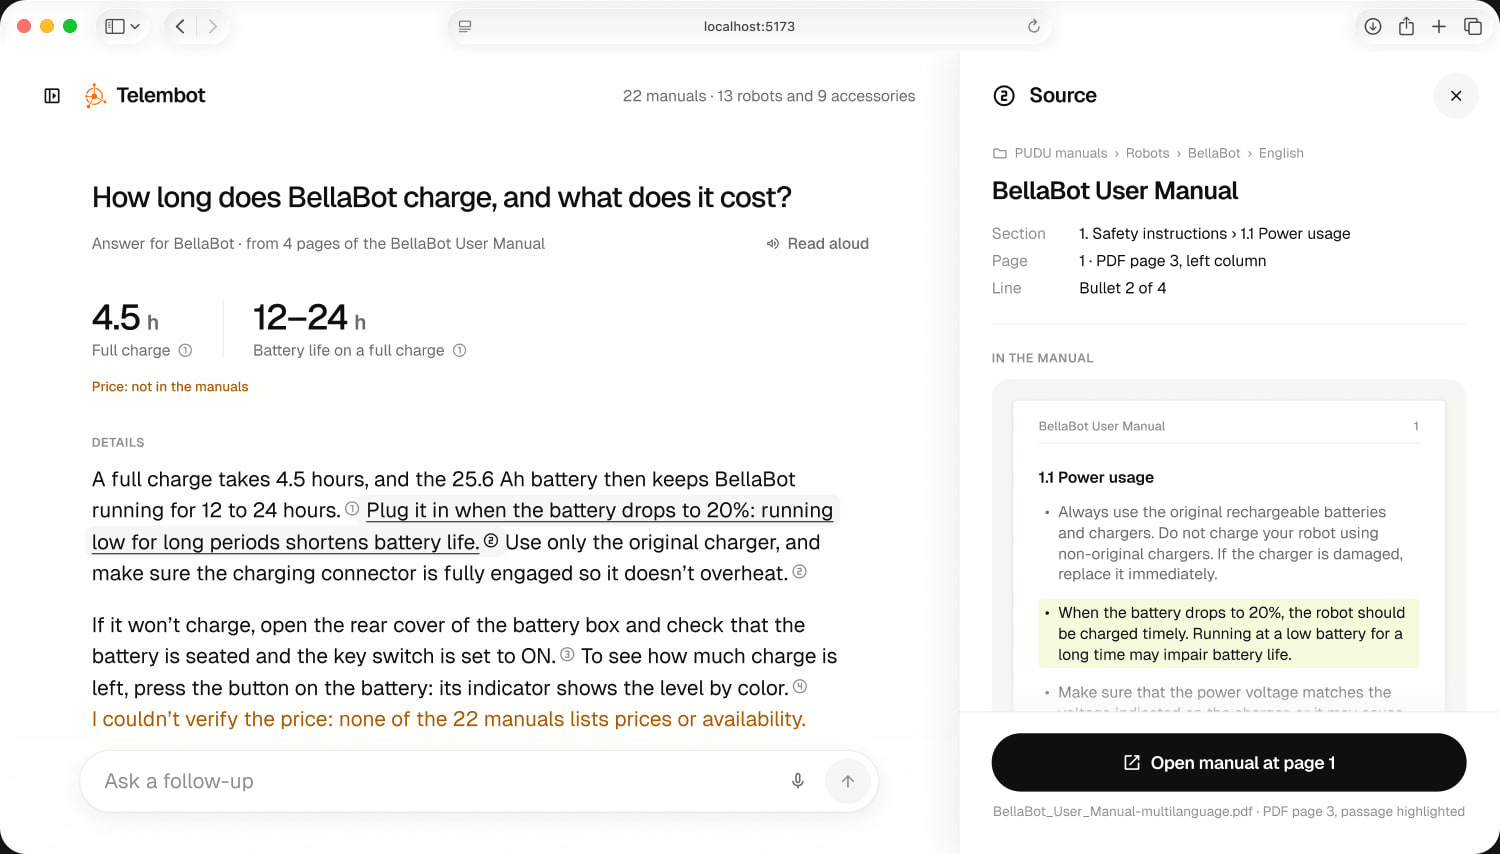 localhost:5173
Telembot
22 manuals · 13 robots and 9 accessories
How long does BellaBot charge, and what does it cost?
Answer for BellaBot · from 4 pages of the BellaBot User Manual
Read aloud
4.5 h
Full charge ①
12–24 h
Battery life on a full charge ①
Price: not in the manuals
DETAILS
A full charge takes 4.5 hours, and the 25.6 Ah battery then keeps BellaBot
running for 12 to 24 hours. ① Plug it in when the battery drops to 20%: running
low for long periods shortens battery life. ② Use only the original charger, and
make sure the charging connector is fully engaged so it doesn’t overheat. ②
If it won’t charge, open the rear cover of the battery box and check that the
battery is seated and the key switch is set to ON. ③ To see how much charge is
left, press the button on the battery: its indicator shows the level by color. ④
I couldn’t verify the price: none of the 22 manuals lists prices or availability.
Ask a follow-up
② Source
PUDU manuals › Robots › BellaBot › English
BellaBot User Manual
Section 1. Safety instructions › 1.1 Power usage
Page 1 · PDF page 3, left column
Line Bullet 2 of 4
IN THE MANUAL
BellaBot User Manual 1
1.1 Power usage
• Always use the original rechargeable batteries
and chargers. Do not charge your robot using
non-original chargers. If the charger is damaged,
replace it immediately.
• When the battery drops to 20%, the robot should
be charged timely. Running at a low battery for a
long time may impair battery life.
• Make sure that the power voltage matches the
voltage indicated on the charger, or it may cause
Open manual at page 1
BellaBot_User_Manual-multilanguage.pdf · PDF page 3, passage highlighted